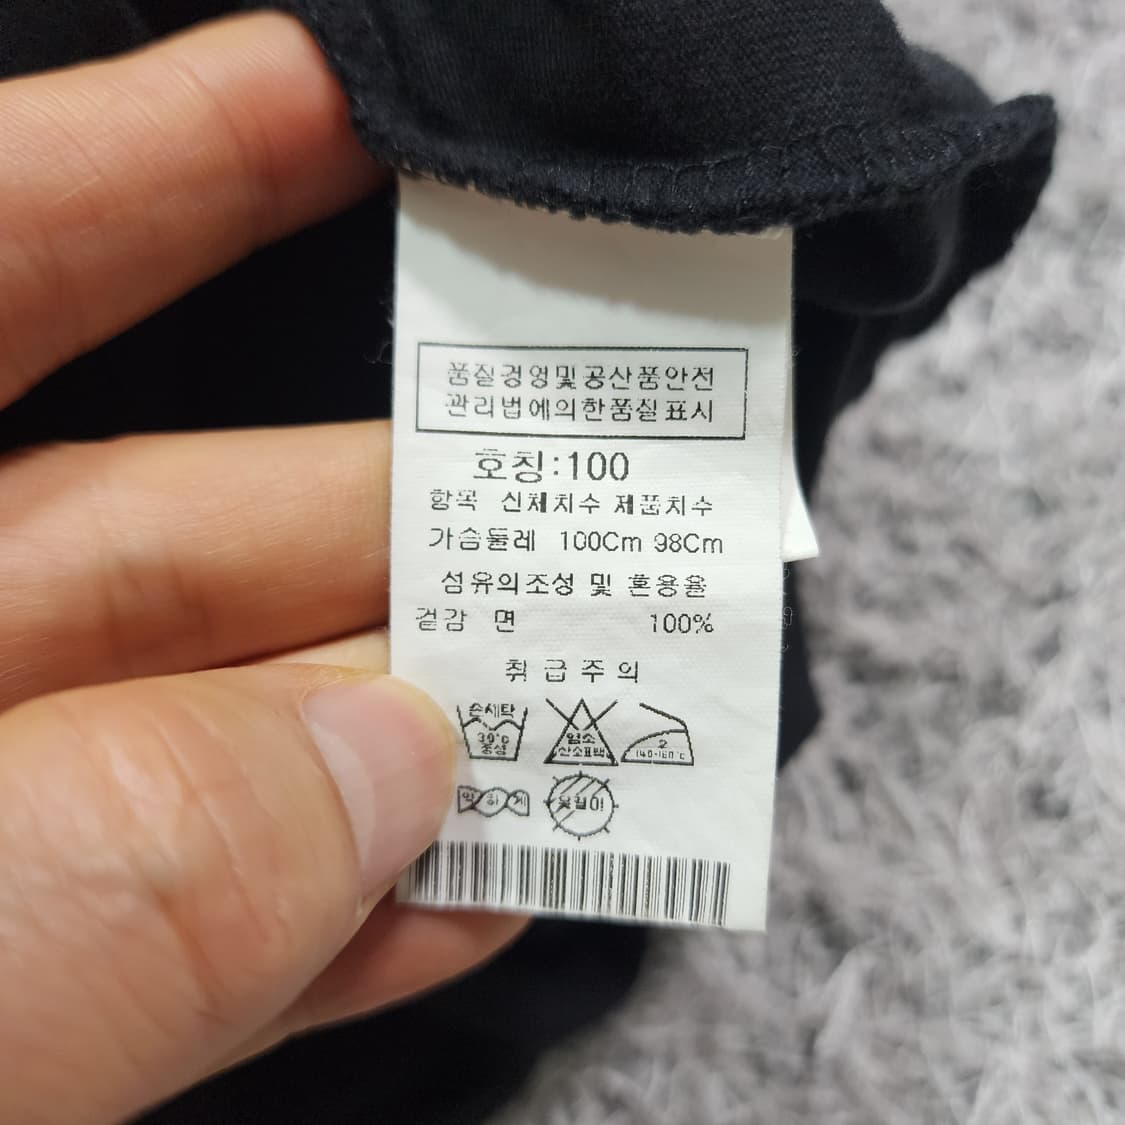 품질경영및공산품안전
관리법에의한품질표시
호칭:100
항목 신체치수 제품치수
가슴둘레 100Cm 98Cm
섬유의조성 및 혼용율
겉감 면 100%
취급주의
손세탁
30°c
중성
염소
산소표백
2
140-160°c
약하게
옷걸이